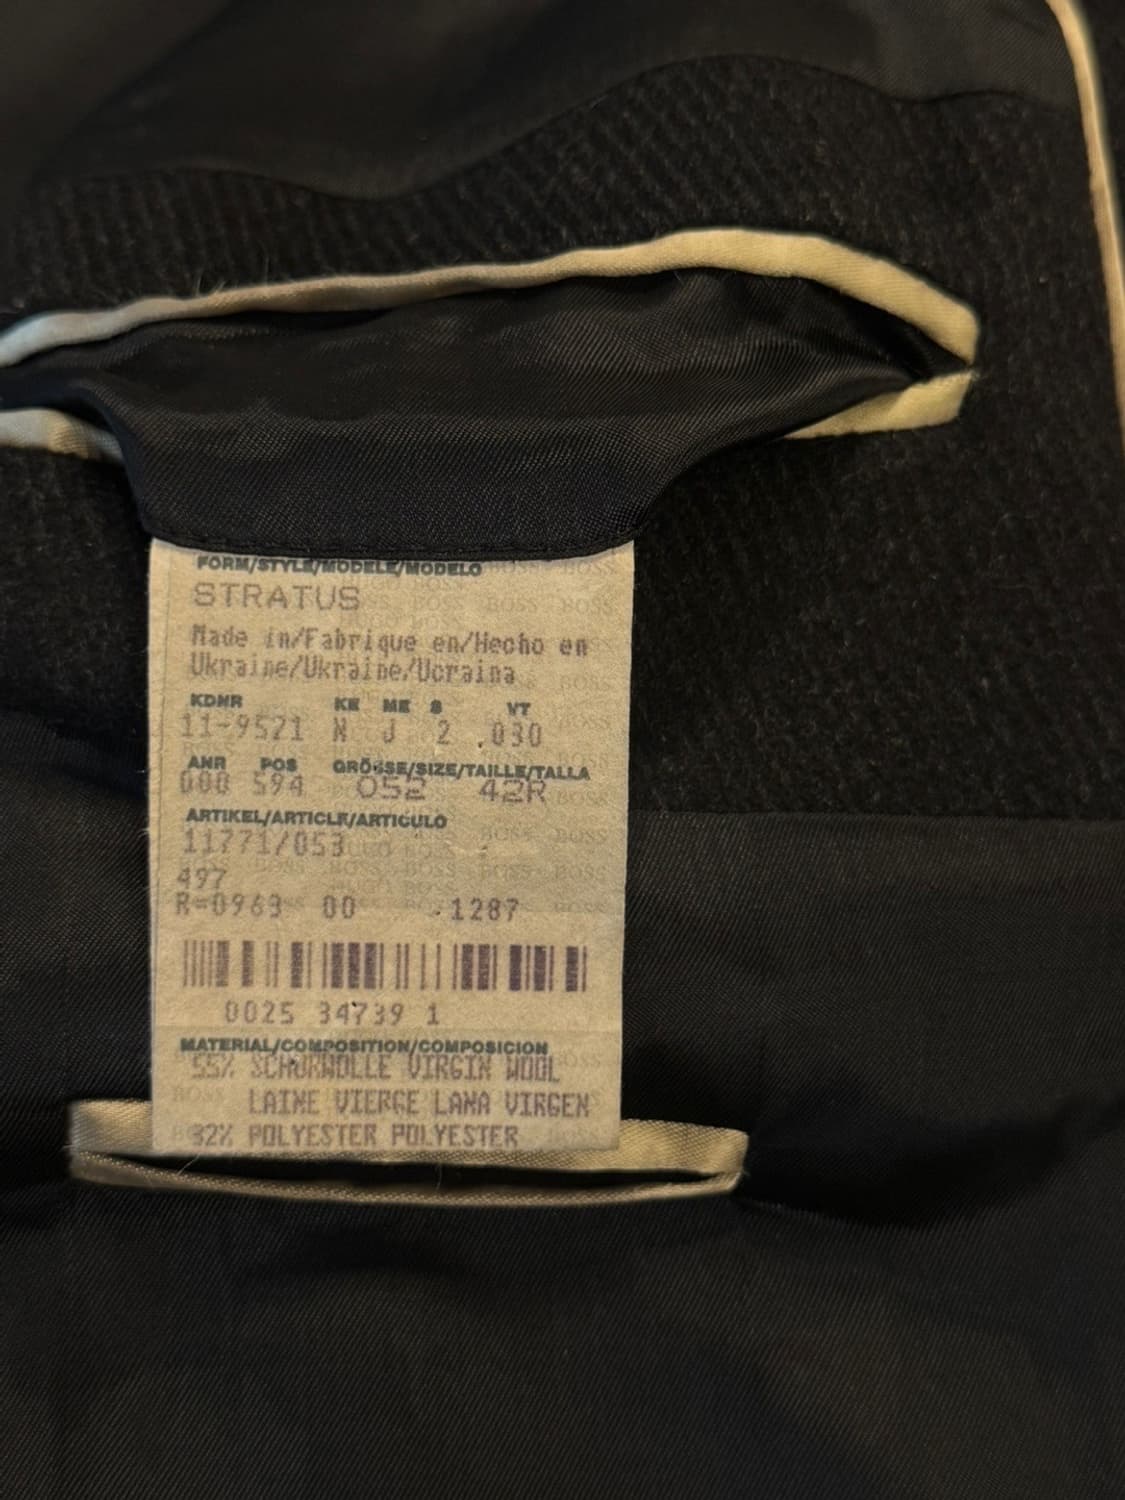 FORM/STYLE/MODELE/MODELO
STRATUS
Made in/Fabrique en/Hecho en
Ukraine/Ukraine/Ucraina
KDNR KE ME S VT
11-9521 N J 2 .030
ANR POS GRÖSSE/SIZE/TAILLE/TALLA
000 594 052 42R
ARTIKEL/ARTICLE/ARTICULO
11771/053
497
R=0963 00 -1287
0025 34739 1
MATERIAL/COMPOSITION/COMPOSICION
55% SCHURWOLLE VIRGIN WOOL
LAINE VIERGE LANA VIRGEN
32% POLYESTER POLYESTER